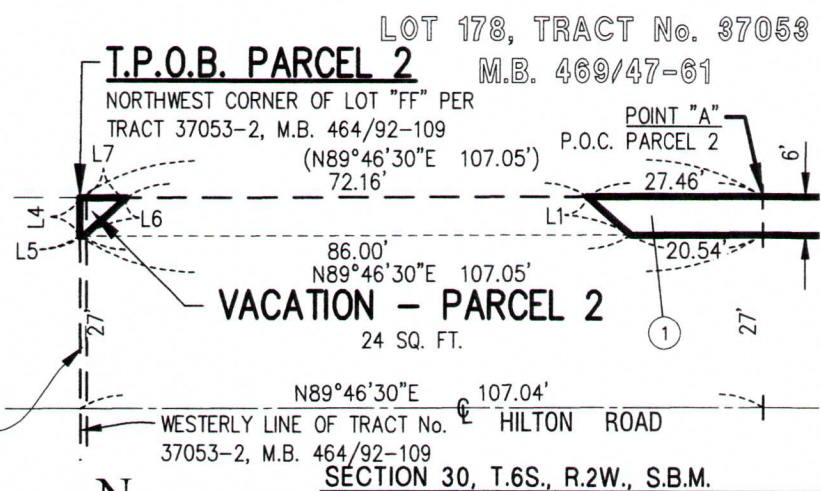 LOT 178, TRACT No. 37053
M.B. 469/47-61
T.P.O.B. PARCEL 2
NORTHWEST CORNER OF LOT "FF" PER
TRACT 37053-2, M.B. 464/92-109
POINT "A"
P.O.C. PARCEL 2
L7
(N89°46'30"E 107.05')
72.16'
27.46'
6'
L4
L6
L1
L5
86.00'
20.54'
N89°46'30"E 107.05'
VACATION - PARCEL 2
24 SQ. FT.
1
27'
27'
N89°46'30"E 107.04'
℄ HILTON ROAD
WESTERLY LINE OF TRACT No.
37053-2, M.B. 464/92-109
SECTION 30, T.6S., R.2W., S.B.M.
N